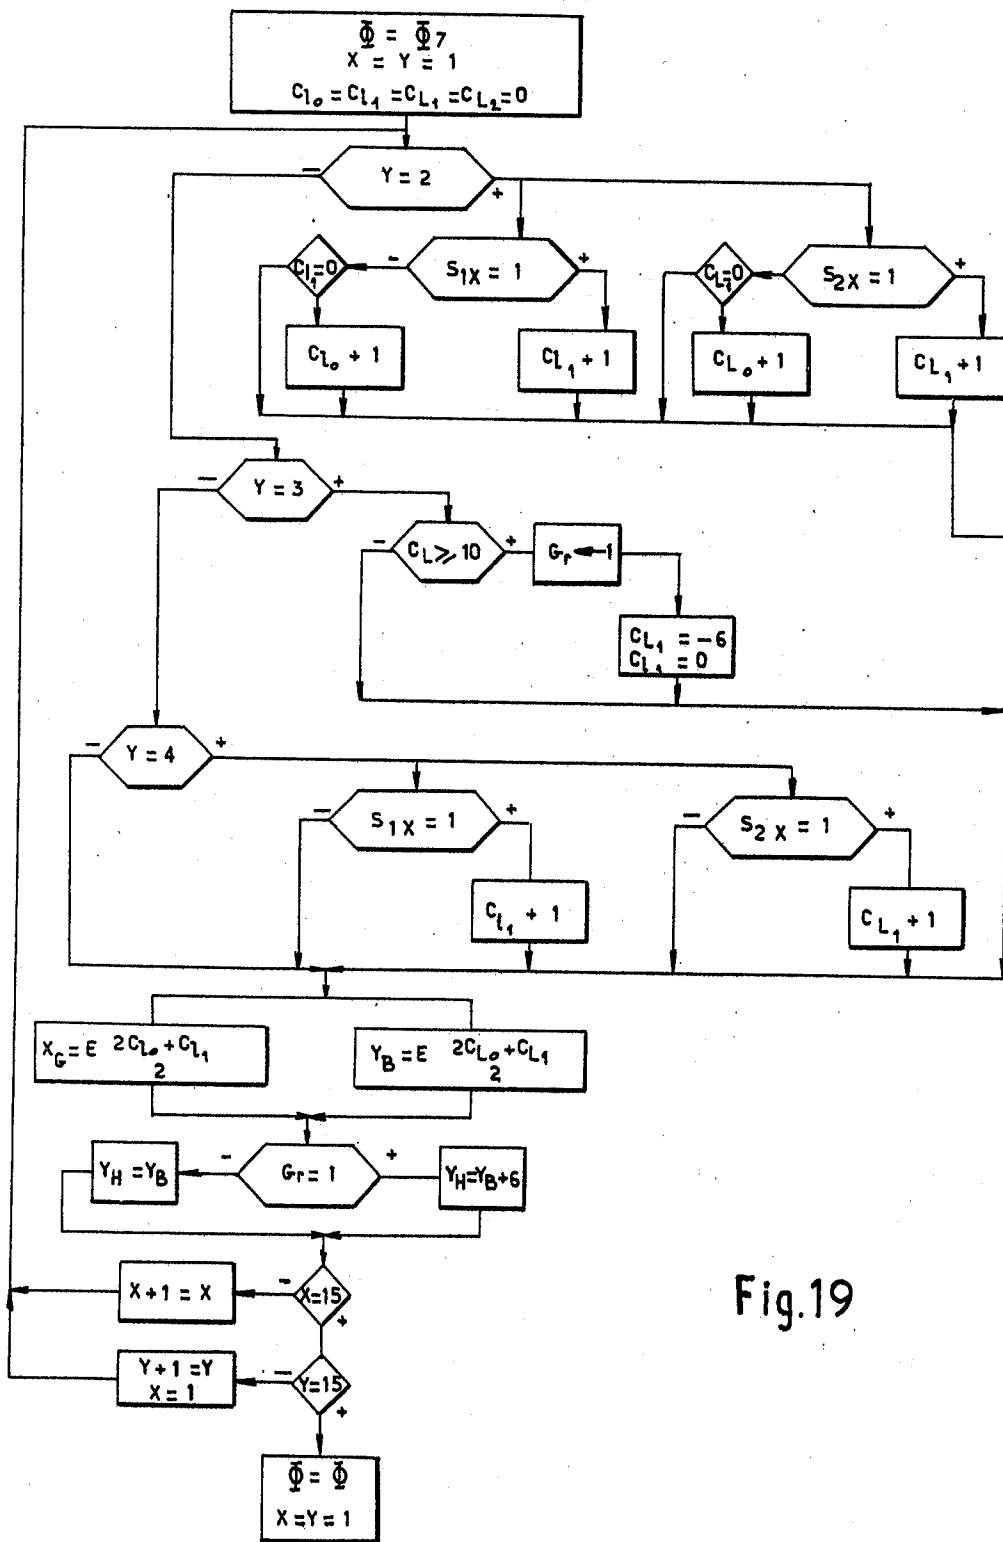 Φ = Φ7
X = Y = 1
Cl0 = Cl1 = CL1 = CL2 = 0
− Y = 2 +
Cl1=0 − S1X = 1 +
CL1=0 S2X = 1 +
Cl0 + 1
Cl1 + 1
CL0 + 1
CL1 + 1
− Y = 3 +
− CL ⩾ 10 + Gr ← 1
CL1 = −6
Cl1 = 0
− Y = 4 +
− S1X = 1 +
− S2X = 1 +
Cl1 + 1
CL1 + 1
XG = E 2Cl0 + Cl1
2
YB = E 2CL0 + CL1
2
YH = YB − Gr = 1 + YH=YB+6
X+1 = X − X=15
+
Y+1 = Y
X = 1
− Y=15
+
Φ = Φ
X = Y = 1
Fig.19